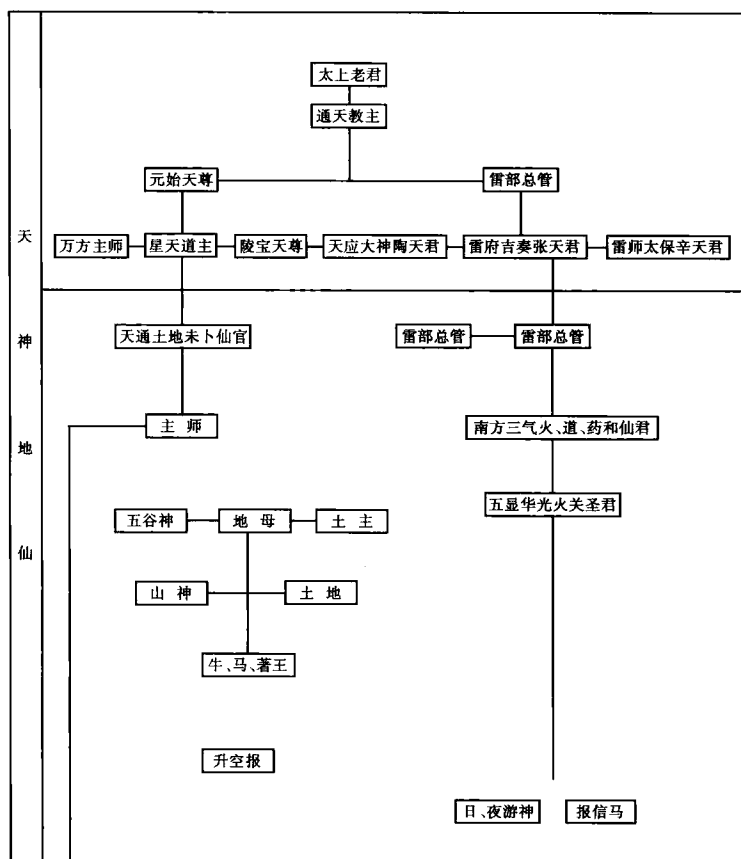 太上老君
通天教主
元始天尊 雷部总管
天
万方主师 星天道主 陵宝天尊 天应大神陶天君 雷府吉奏张天君 雷师太保辛天君
神
天通土地未卜仙官 雷部总管 雷部总管
地
主师 南方三气火、道、药和仙君
五显华光火关圣君
五谷神 地母 土主
仙
山神 土地
牛、马、著王
升空报
日、夜游神 报信马